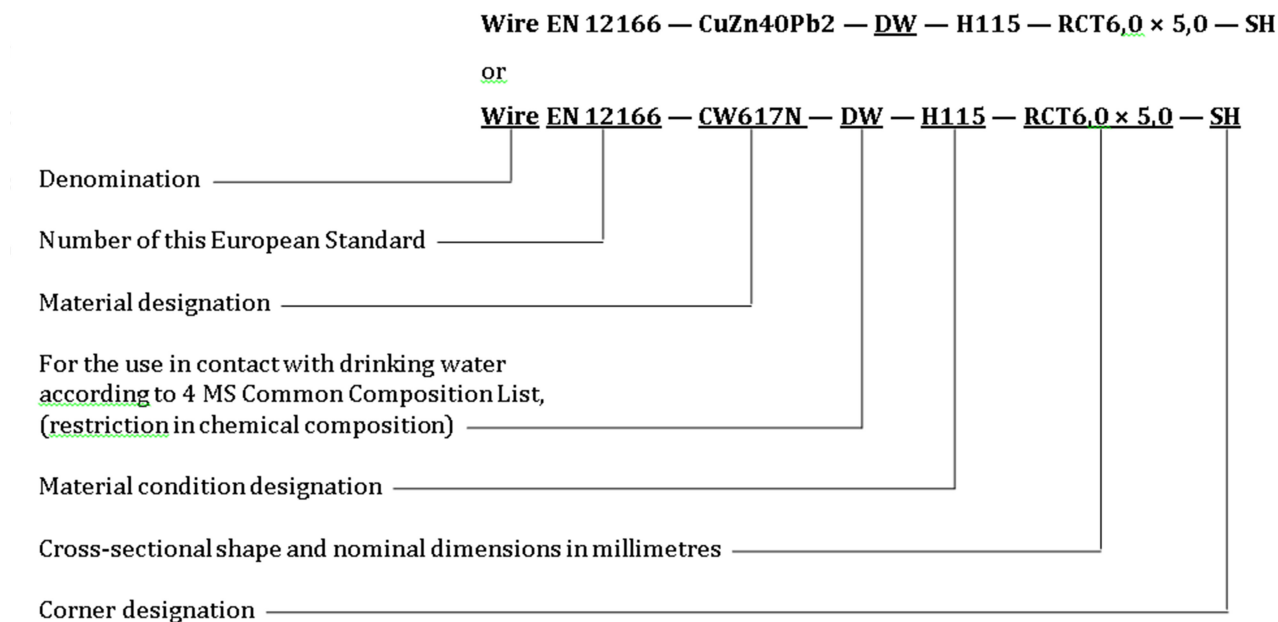 Wire EN 12166 — CuZn40Pb2 — DW — H115 — RCT6,0 × 5,0 — SH
or
Wire EN 12166 — CW617N — DW — H115 — RCT6,0 × 5,0 — SH
Denomination
Number of this European Standard
Material designation
For the use in contact with drinking water
according to 4 MS Common Composition List,
(restriction in chemical composition)
Material condition designation
Cross-sectional shape and nominal dimensions in millimetres
Corner designation